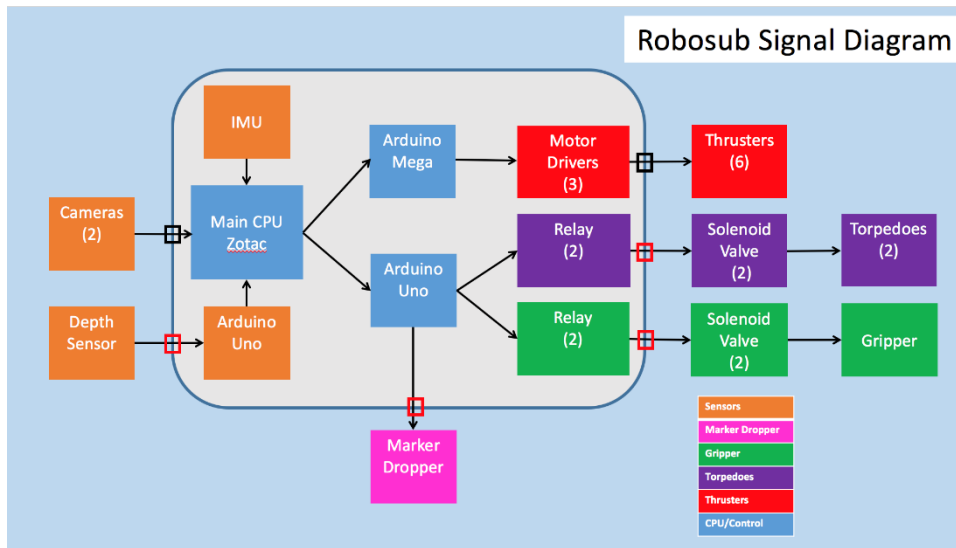 Robosub Signal Diagram
IMU
Arduino
Mega
Motor
Drivers
(3)
Thrusters
(6)
Cameras
(2)
Main CPU
Zotac
Relay
(2)
Solenoid
Valve
(2)
Torpedoes
(2)
Arduino
Uno
Depth
Sensor
Arduino
Uno
Relay
(2)
Solenoid
Valve
(2)
Gripper
Marker
Dropper
Sensors
Marker Dropper
Gripper
Torpedoes
Thrusters
CPU/Control